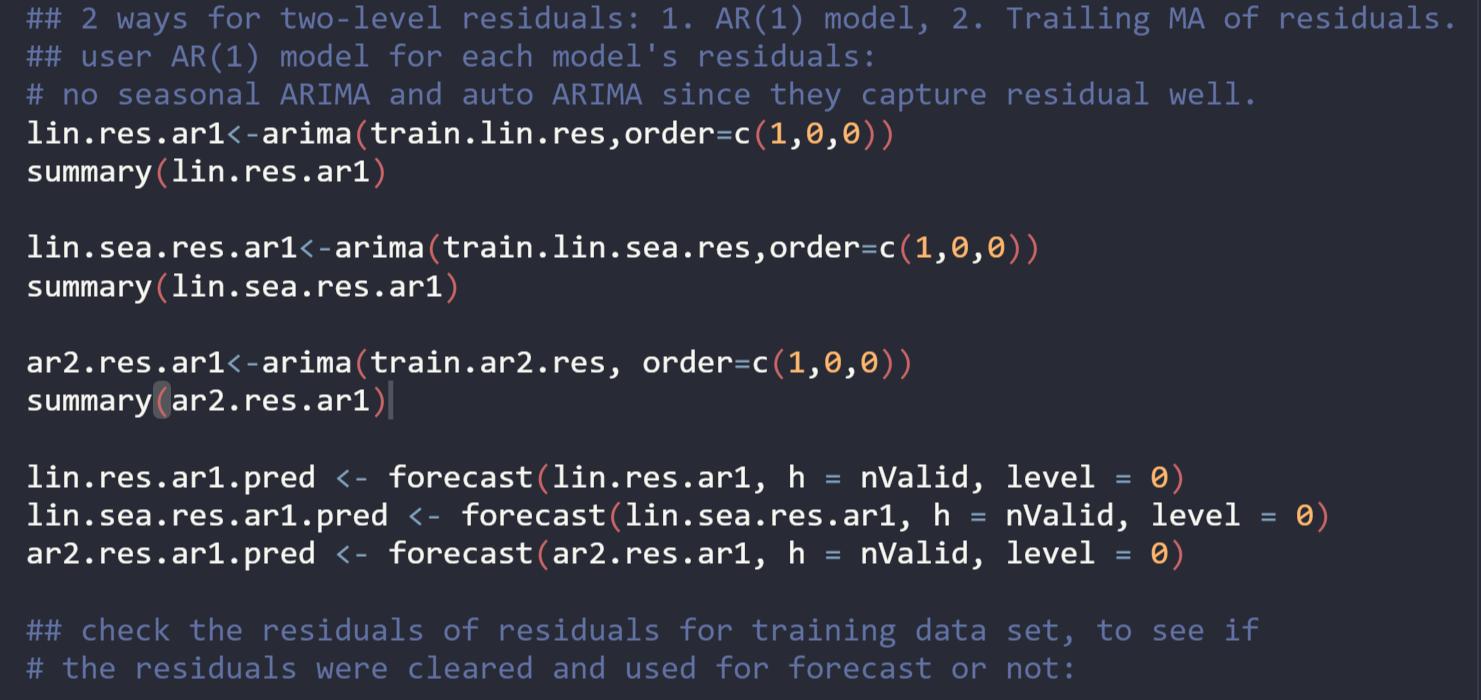 ## 2 ways for two-level residuals: 1. AR(1) model, 2. Trailing MA of residuals.
## user AR(1) model for each model's residuals:
# no seasonal ARIMA and auto ARIMA since they capture residual well.
lin.res.ar1<-arima(train.lin.res,order=c(1,0,0))
summary(lin.res.ar1)
lin.sea.res.ar1<-arima(train.lin.sea.res,order=c(1,0,0))
summary(lin.sea.res.ar1)
ar2.res.ar1<-arima(train.ar2.res, order=c(1,0,0))
summary(ar2.res.ar1)
lin.res.ar1.pred <- forecast(lin.res.ar1, h = nValid, level = 0)
lin.sea.res.ar1.pred <- forecast(lin.sea.res.ar1, h = nValid, level = 0)
ar2.res.ar1.pred <- forecast(ar2.res.ar1, h = nValid, level = 0)
## check the residuals of residuals for training data set, to see if
# the residuals were cleared and used for forecast or not: